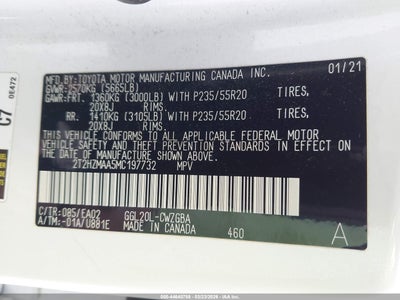 MFD. BY:TOYOTA MOTOR MANUFACTURING CANADA INC. 01/21
GVWR:2570KG (5665LB)
GAWR:FRT. 1360KG (3000LB) WITH P235/55R20 TIRES,
20X8J RIMS.
RR. 1410KG (3105LB) WITH P235/55R20 TIRES,
20X8J RIMS.
THIS VEHICLE CONFORMS TO ALL APPLICABLE FEDERAL MOTOR
VEHICLE SAFETY AND THEFT PREVENTION STANDARDS IN
EFFECT ON THE DATE OF MANUFACTURE SHOWN ABOVE.
2T2HZMAA5MC197732 MPV
C/TR:085/EA02 GGL20L-CWZGBA
A/TM:-01A/U881E MADE IN CANADA 460
0E472
C7